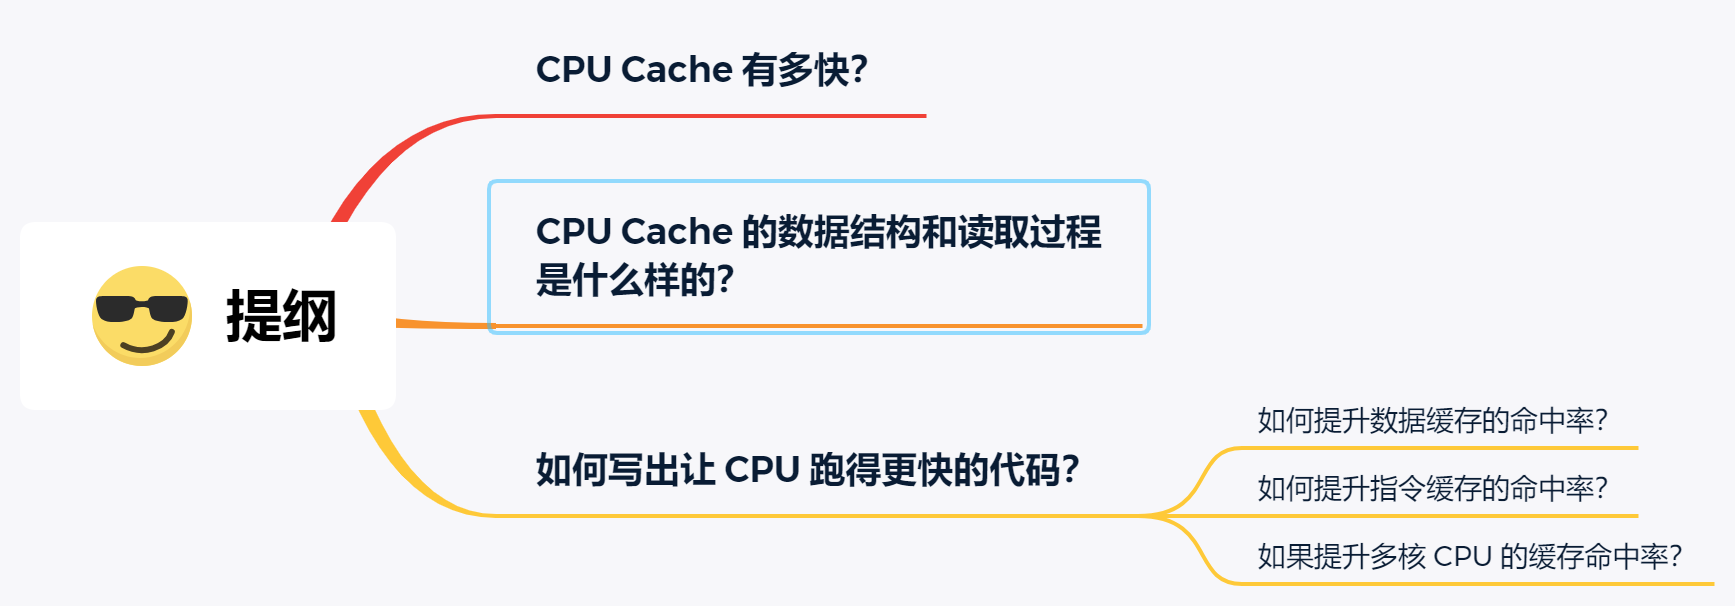 CPU Cache 有多快?
CPU Cache 的数据结构和读取过程
是什么样的?
提纲
如何写出让 CPU 跑得更快的代码?
如何提升数据缓存的命中率?
如何提升指令缓存的命中率?
如果提升多核 CPU 的缓存命中率?